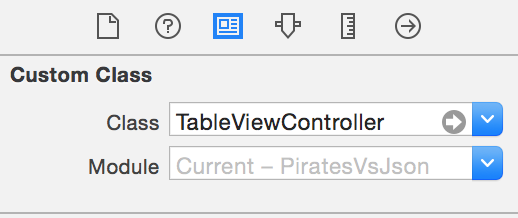 Custom Class
Class TableViewController
Module Current – PiratesVsJson